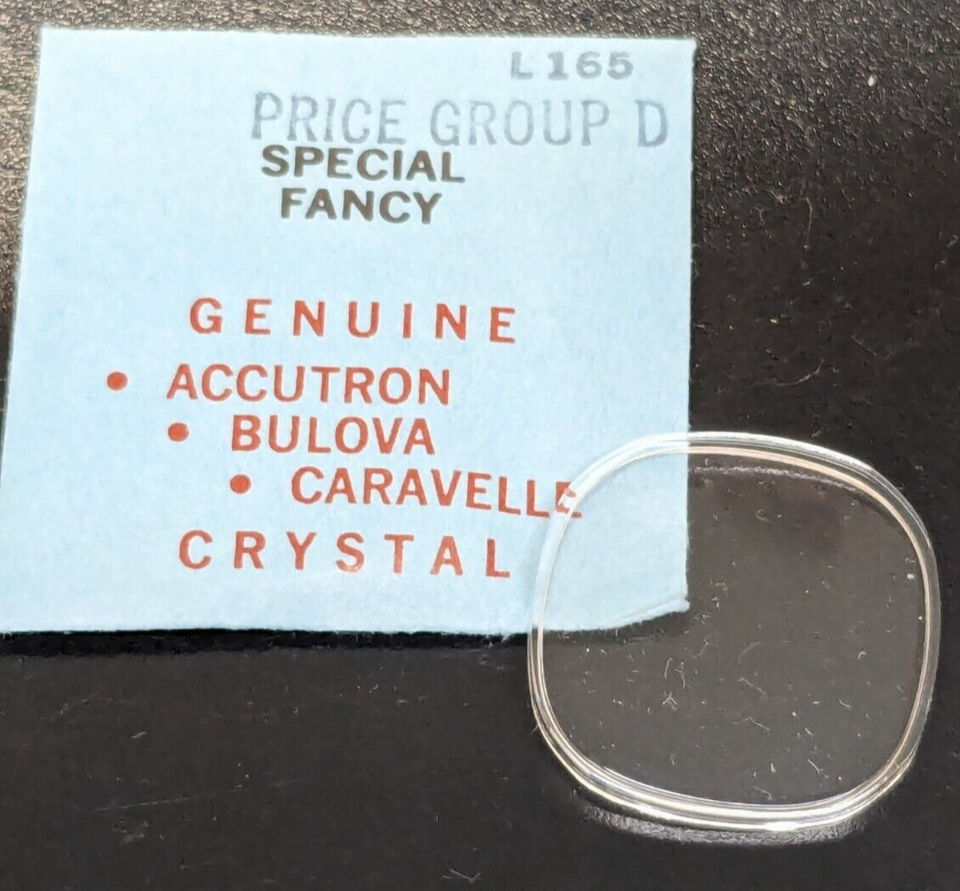 L 165
PRICE GROUP D
SPECIAL
FANCY
GENUINE
• ACCUTRON
• BULOVA
• CARAVELLE
CRYSTAL